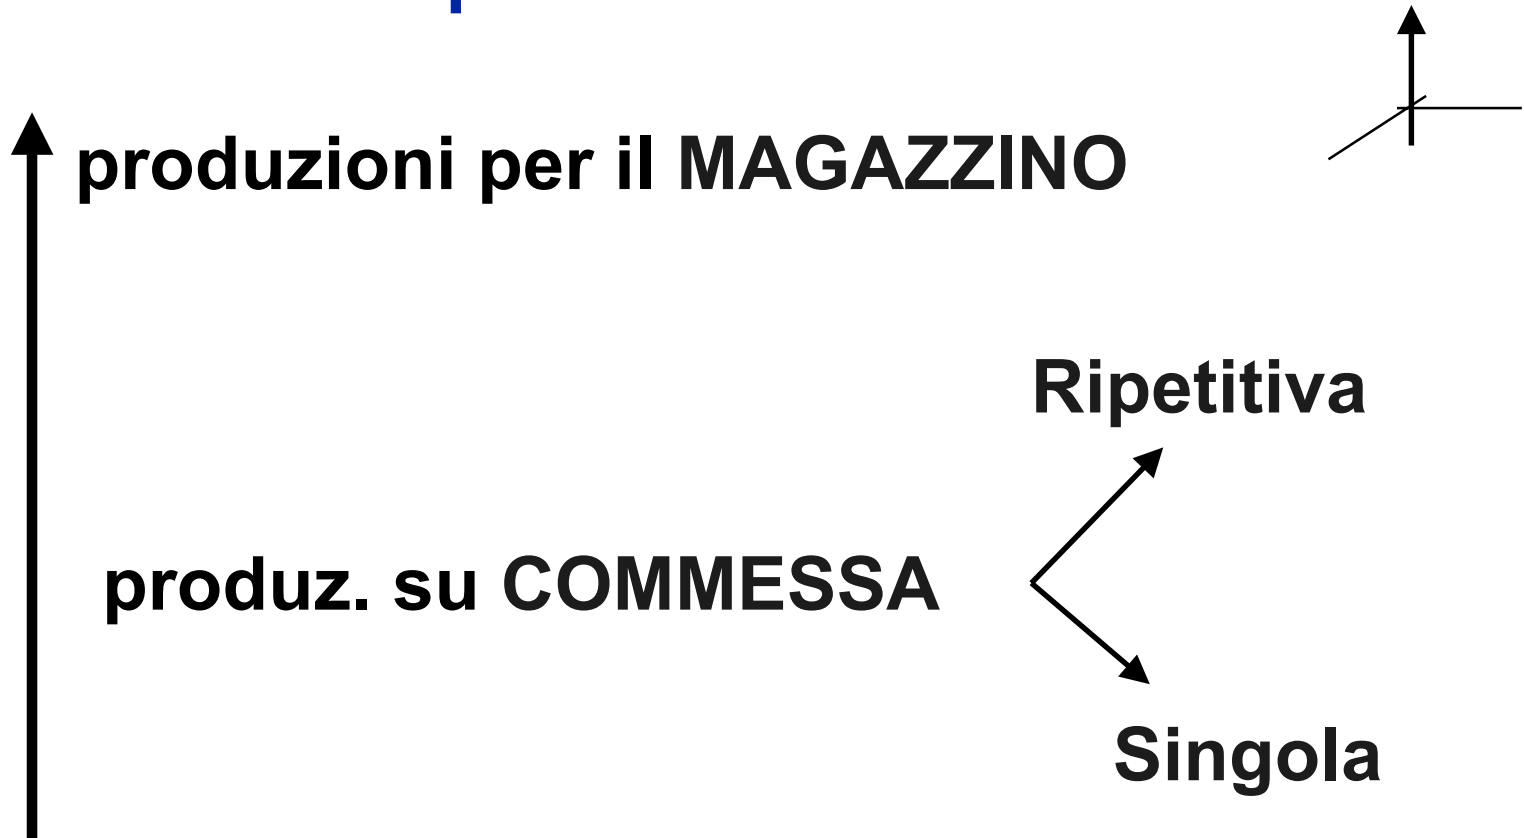 produzioni per il MAGAZZINO
Ripetitiva
produz. su COMMESSA
Singola